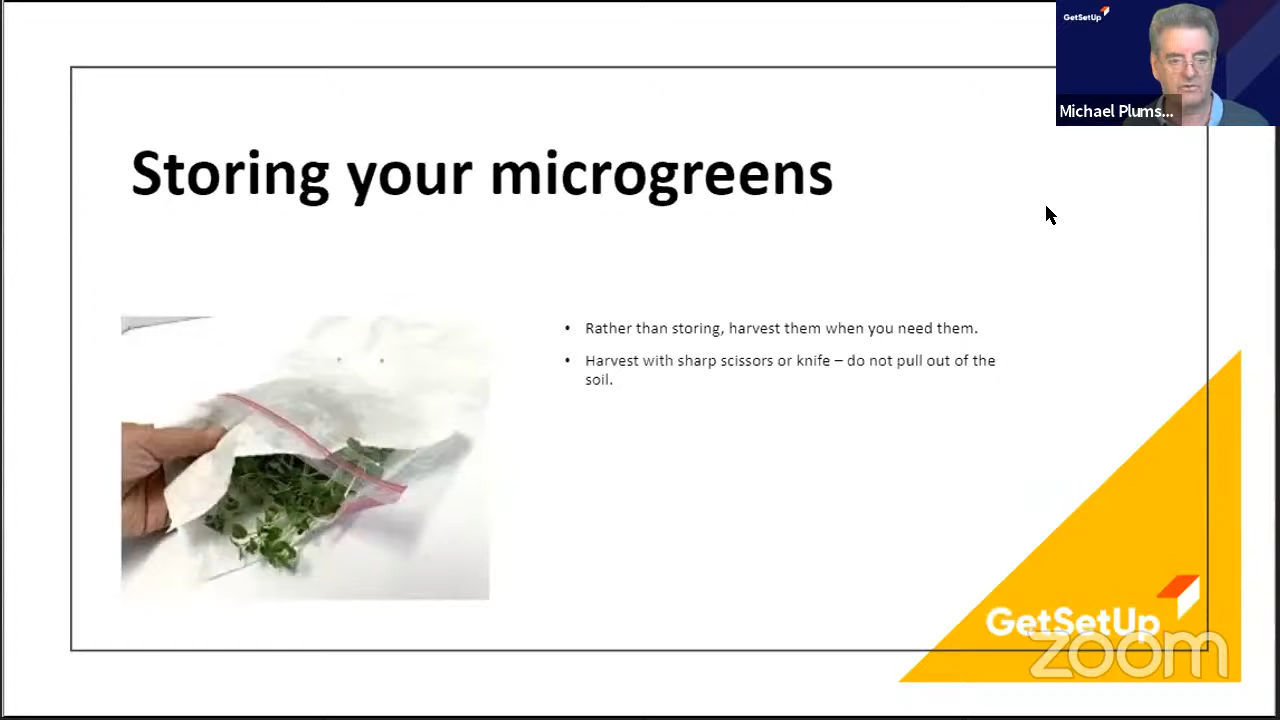 GetSetUp
Michael Plums...
Storing your microgreens
• Rather than storing, harvest them when you need them.
• Harvest with sharp scissors or knife – do not pull out of the
soil.
GetSetUp
zoom